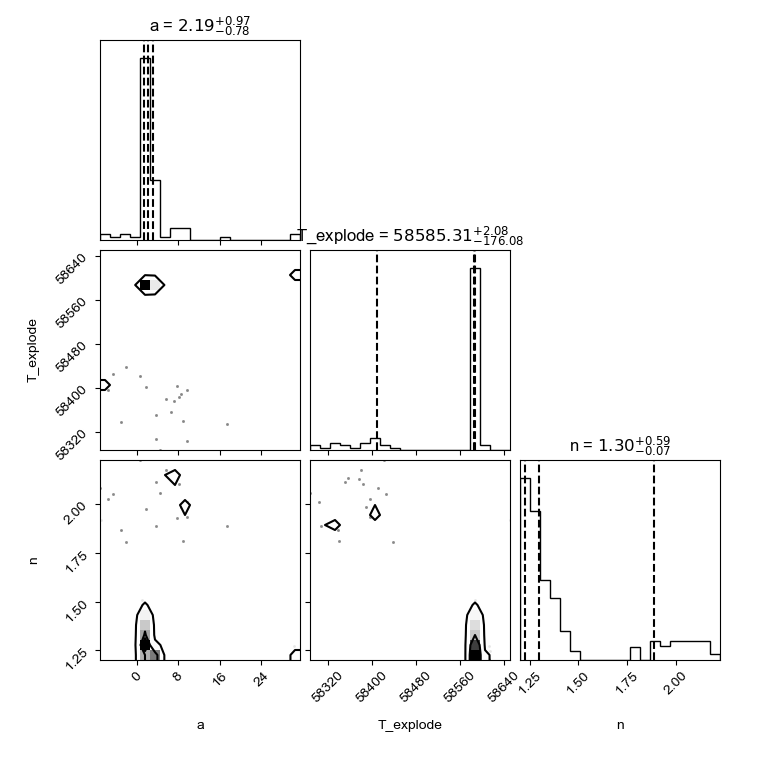 a = 2.19+0.97−0.78
T_explode = 58585.31+2.08−176.08
58640
58560
58480
58400
58320
T_explode
n = 1.30+0.59−0.07
2.00
1.75
1.50
1.25
n
0 8 16 24
58320 58400 58480 58560 58640
1.25 1.50 1.75 2.00
a T_explode n